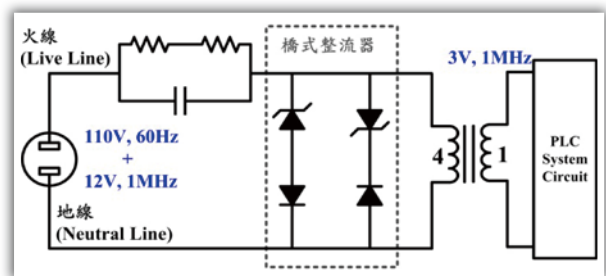 火線
(Live Line)
橋式整流器
3V, 1MHz
110V, 60Hz
+
12V, 1MHz
4
1
PLC
System
Circuit
地線
(Neutral Line)